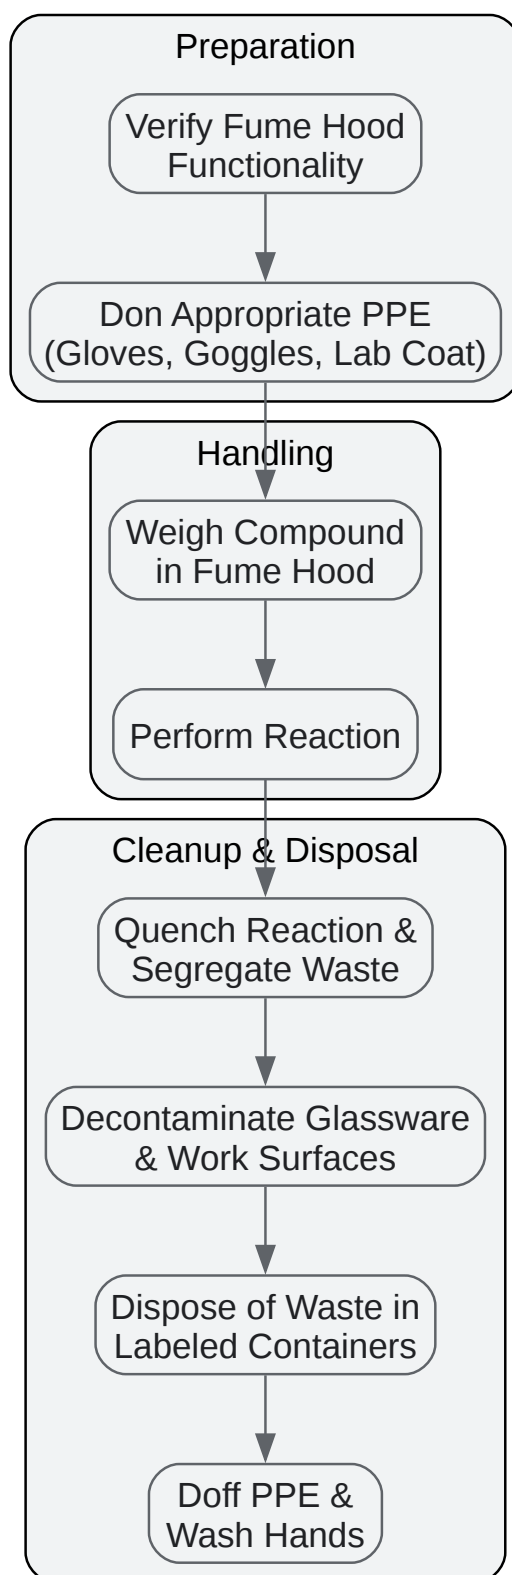 Preparation
Verify Fume Hood
Functionality
Don Appropriate PPE
(Gloves, Goggles, Lab Coat)
Handling
Weigh Compound
in Fume Hood
Perform Reaction
Cleanup & Disposal
Quench Reaction &
Segregate Waste
Decontaminate Glassware
& Work Surfaces
Dispose of Waste in
Labeled Containers
Doff PPE &
Wash Hands